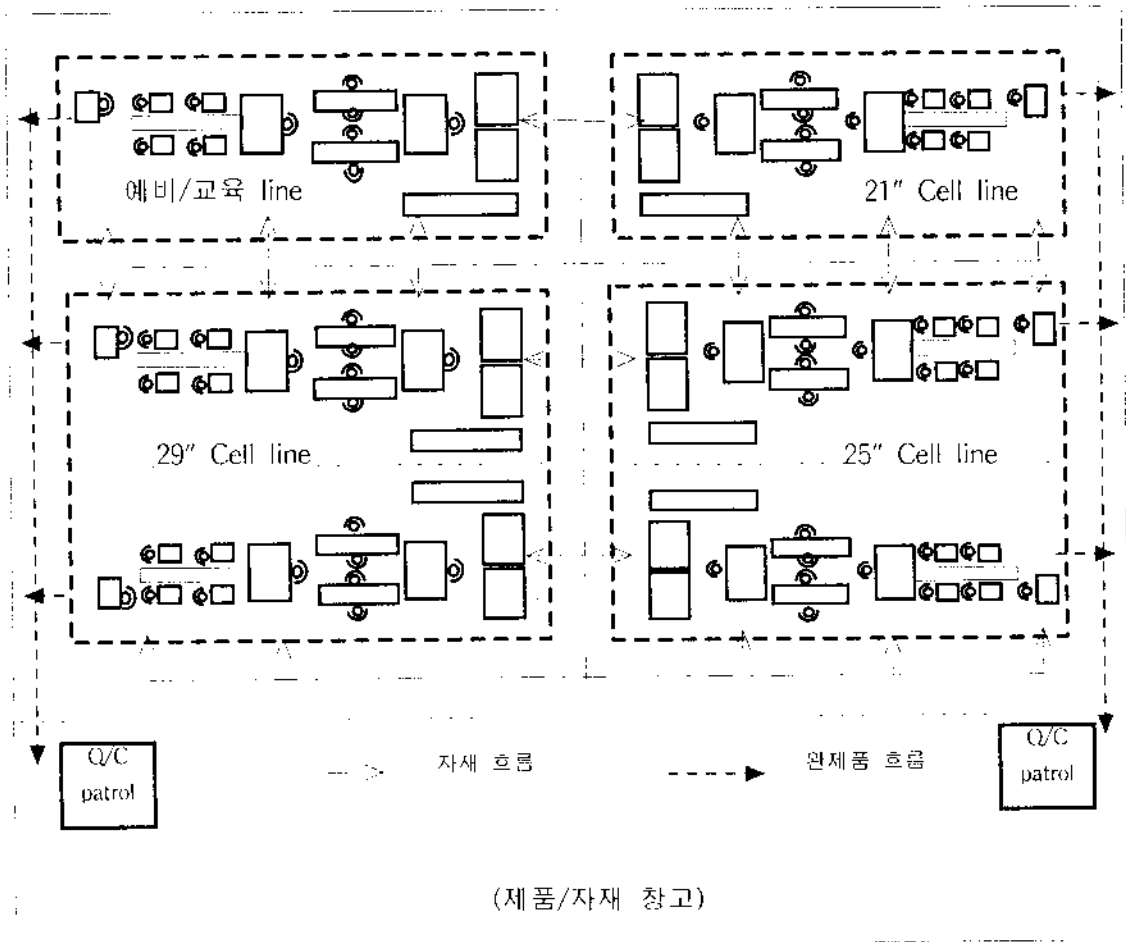 예비/교육 line
21" Cell line
29" Cell line
25" Cell line
Q/C
patrol
자재 흐름
완제품 흐름
Q/C
patrol
(제품/자재 창고)